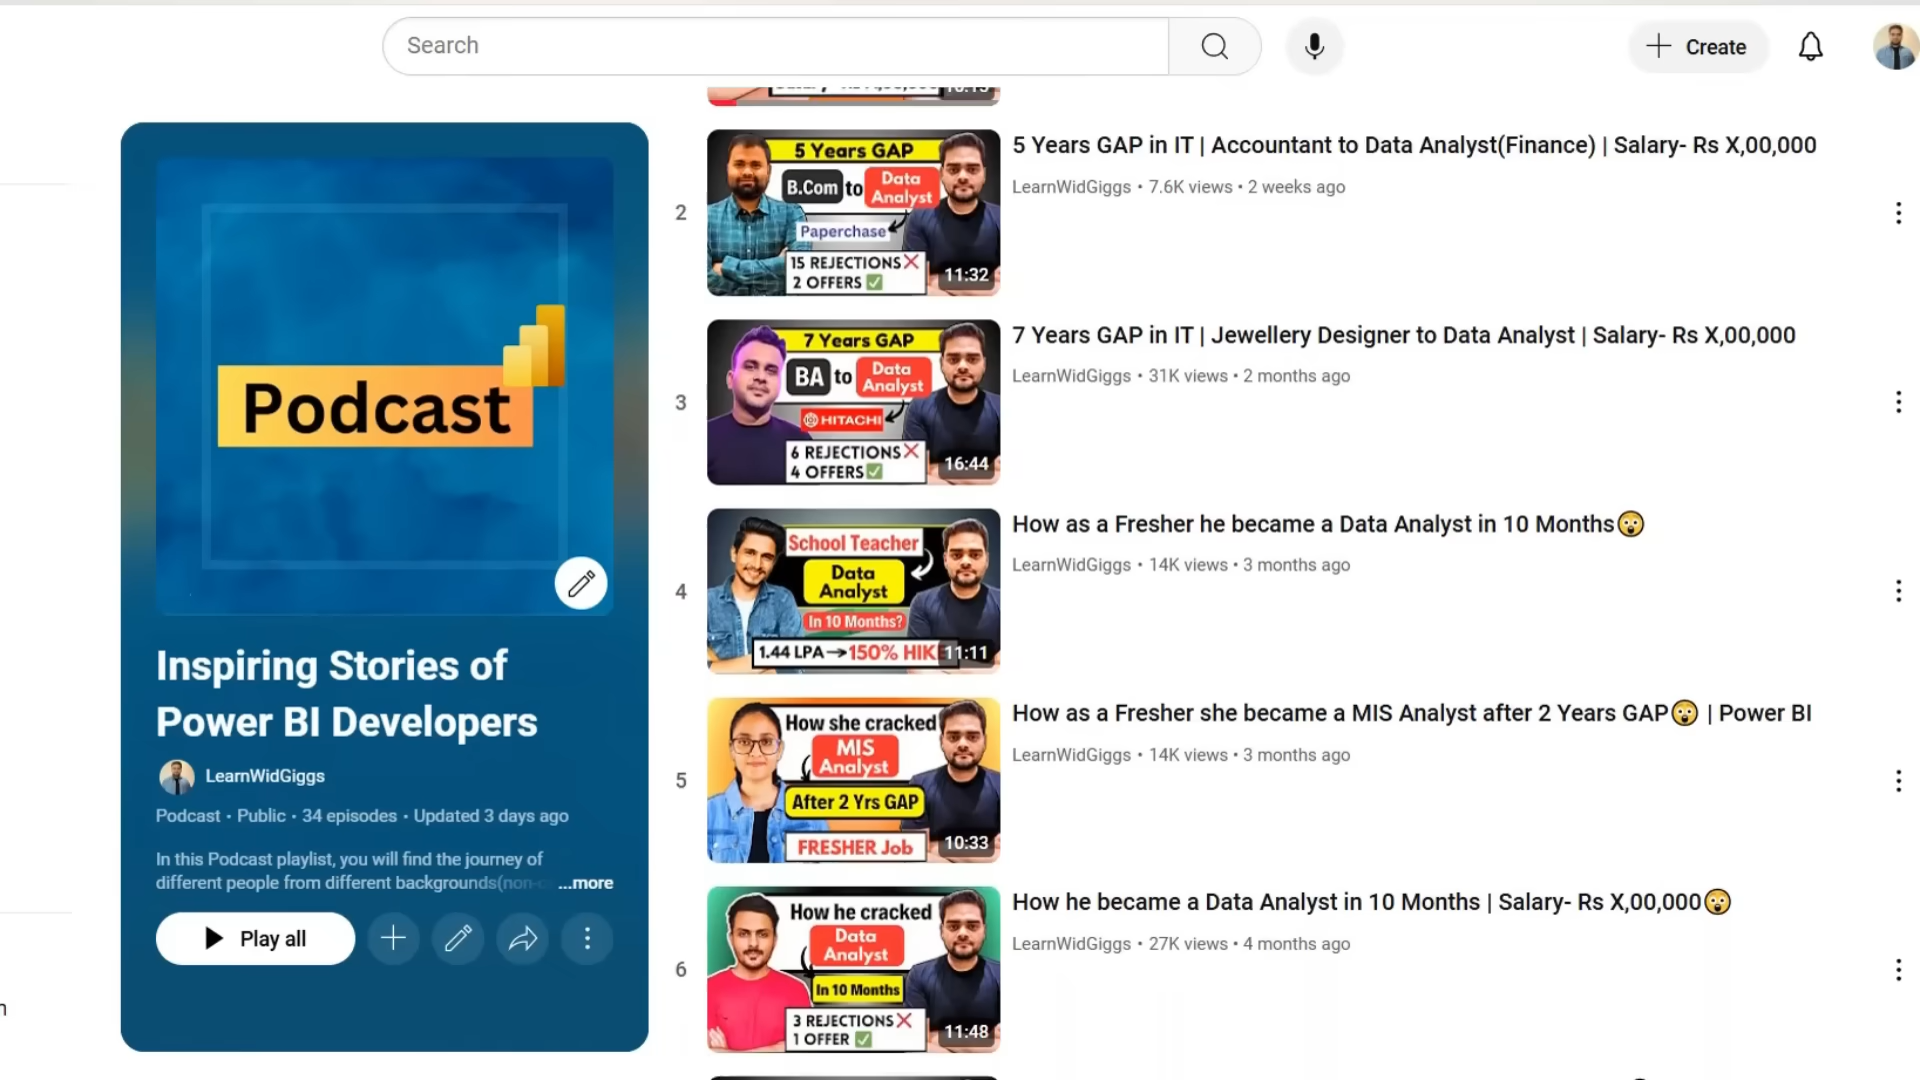 Search
Create
Podcast
Inspiring Stories of
Power BI Developers
LearnWidGiggs
Podcast • Public • 34 episodes • Updated 3 days ago
In this Podcast playlist, you will find the journey of
different people from different backgrounds(non- ...more
Play all
2
5 Years GAP
B.Com to Data Analyst
Paperchase
15 REJECTIONS❌
2 OFFERS ✅
11:32
5 Years GAP in IT | Accountant to Data Analyst(Finance) | Salary- Rs X,00,000
LearnWidGiggs • 7.6K views • 2 weeks ago
3
7 Years GAP
BA to Data Analyst
HITACHI
6 REJECTIONS❌
4 OFFERS✅
16:44
7 Years GAP in IT | Jewellery Designer to Data Analyst | Salary- Rs X,00,000
LearnWidGiggs • 31K views • 2 months ago
4
School Teacher
Data
Analyst
In 10 Months?
1.44 LPA→150% HIK
11:11
How as a Fresher he became a Data Analyst in 10 Months😲
LearnWidGiggs • 14K views • 3 months ago
5
How she cracked
MIS
Analyst
After 2 Yrs GAP
FRESHER Job
10:33
How as a Fresher she became a MIS Analyst after 2 Years GAP😲 | Power BI
LearnWidGiggs • 14K views • 3 months ago
6
How he cracked
Data
Analyst
In 10 Months
3 REJECTIONS❌
1 OFFER ✅
11:48
How he became a Data Analyst in 10 Months | Salary- Rs X,00,000😲
LearnWidGiggs • 27K views • 4 months ago